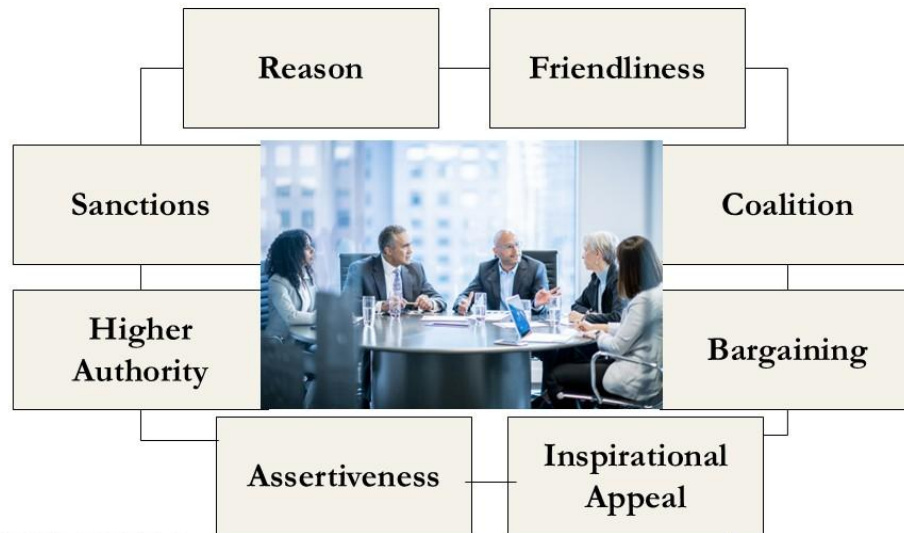 Reason
Friendliness
Sanctions
Coalition
Higher
Authority
Bargaining
Assertiveness
Inspirational
Appeal